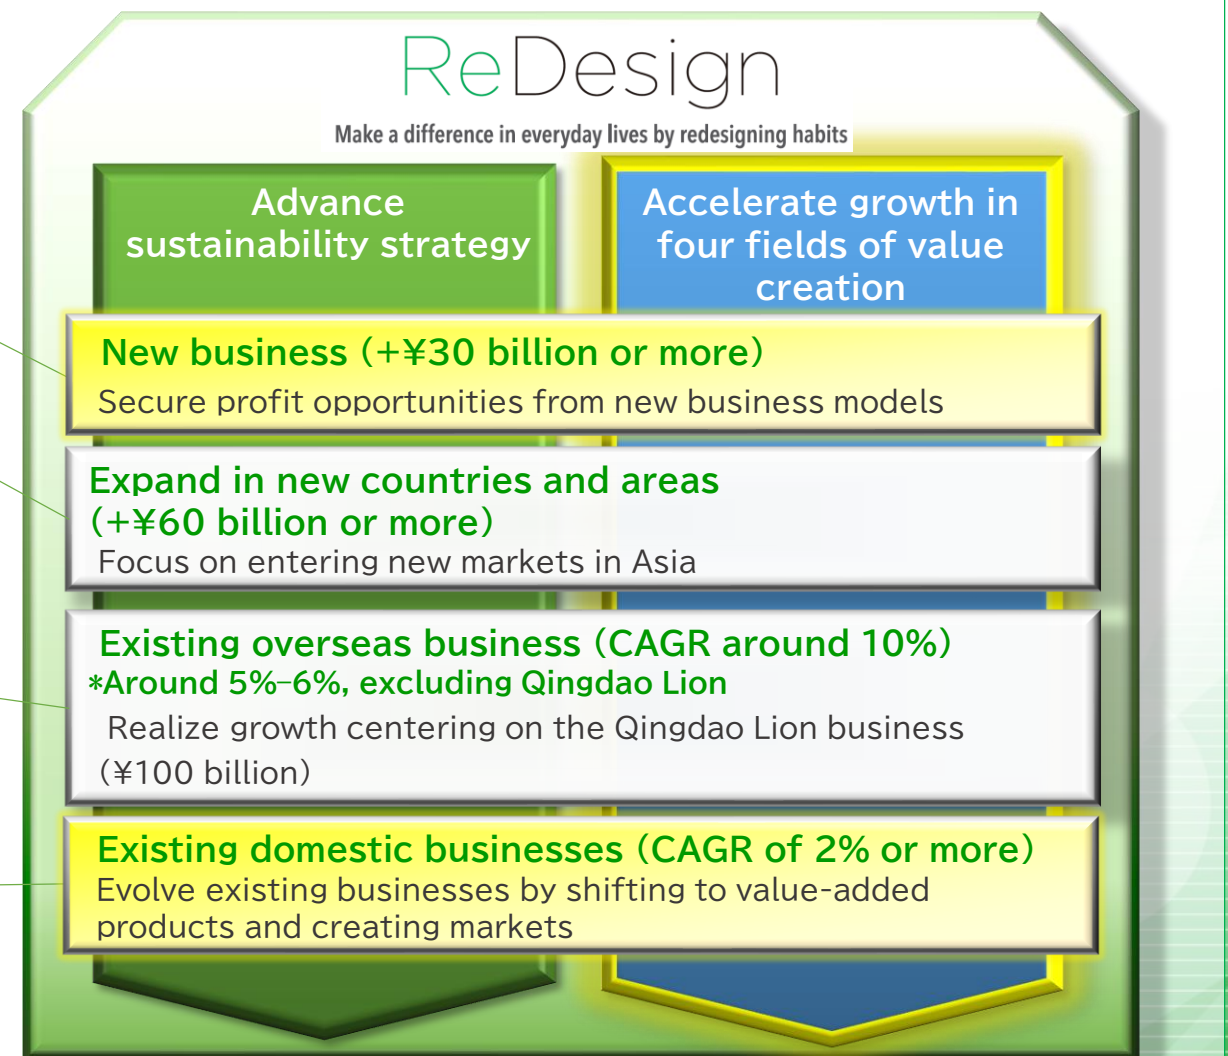 ReDesign
Make a difference in everyday lives by redesigning habits
Advance
sustainability strategy
Accelerate growth in
four fields of value
creation
New business (+¥30 billion or more)
Secure profit opportunities from new business models
Expand in new countries and areas
(+¥60 billion or more)
Focus on entering new markets in Asia
Existing overseas business (CAGR around 10%)
*Around 5%–6%, excluding Qingdao Lion
Realize growth centering on the Qingdao Lion business
(¥100 billion)
Existing domestic businesses (CAGR of 2% or more)
Evolve existing businesses by shifting to value-added
products and creating markets